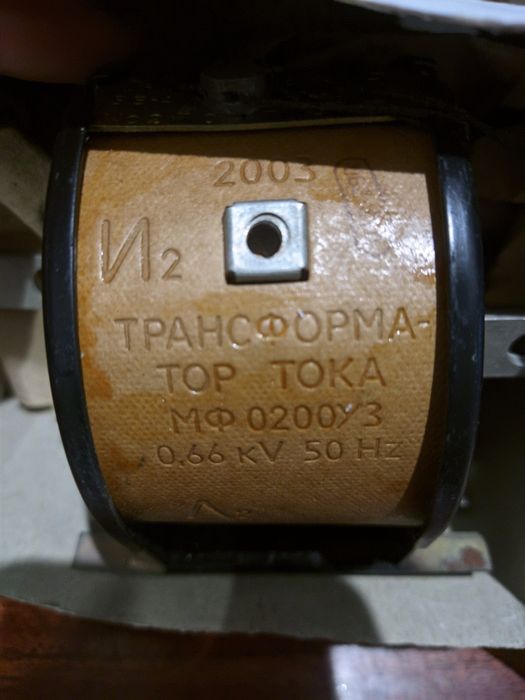 2003
И2
ТРАНСФОРМА-
ТОР ТОКА
МФ 0200У3
0,66 kV 50 Hz